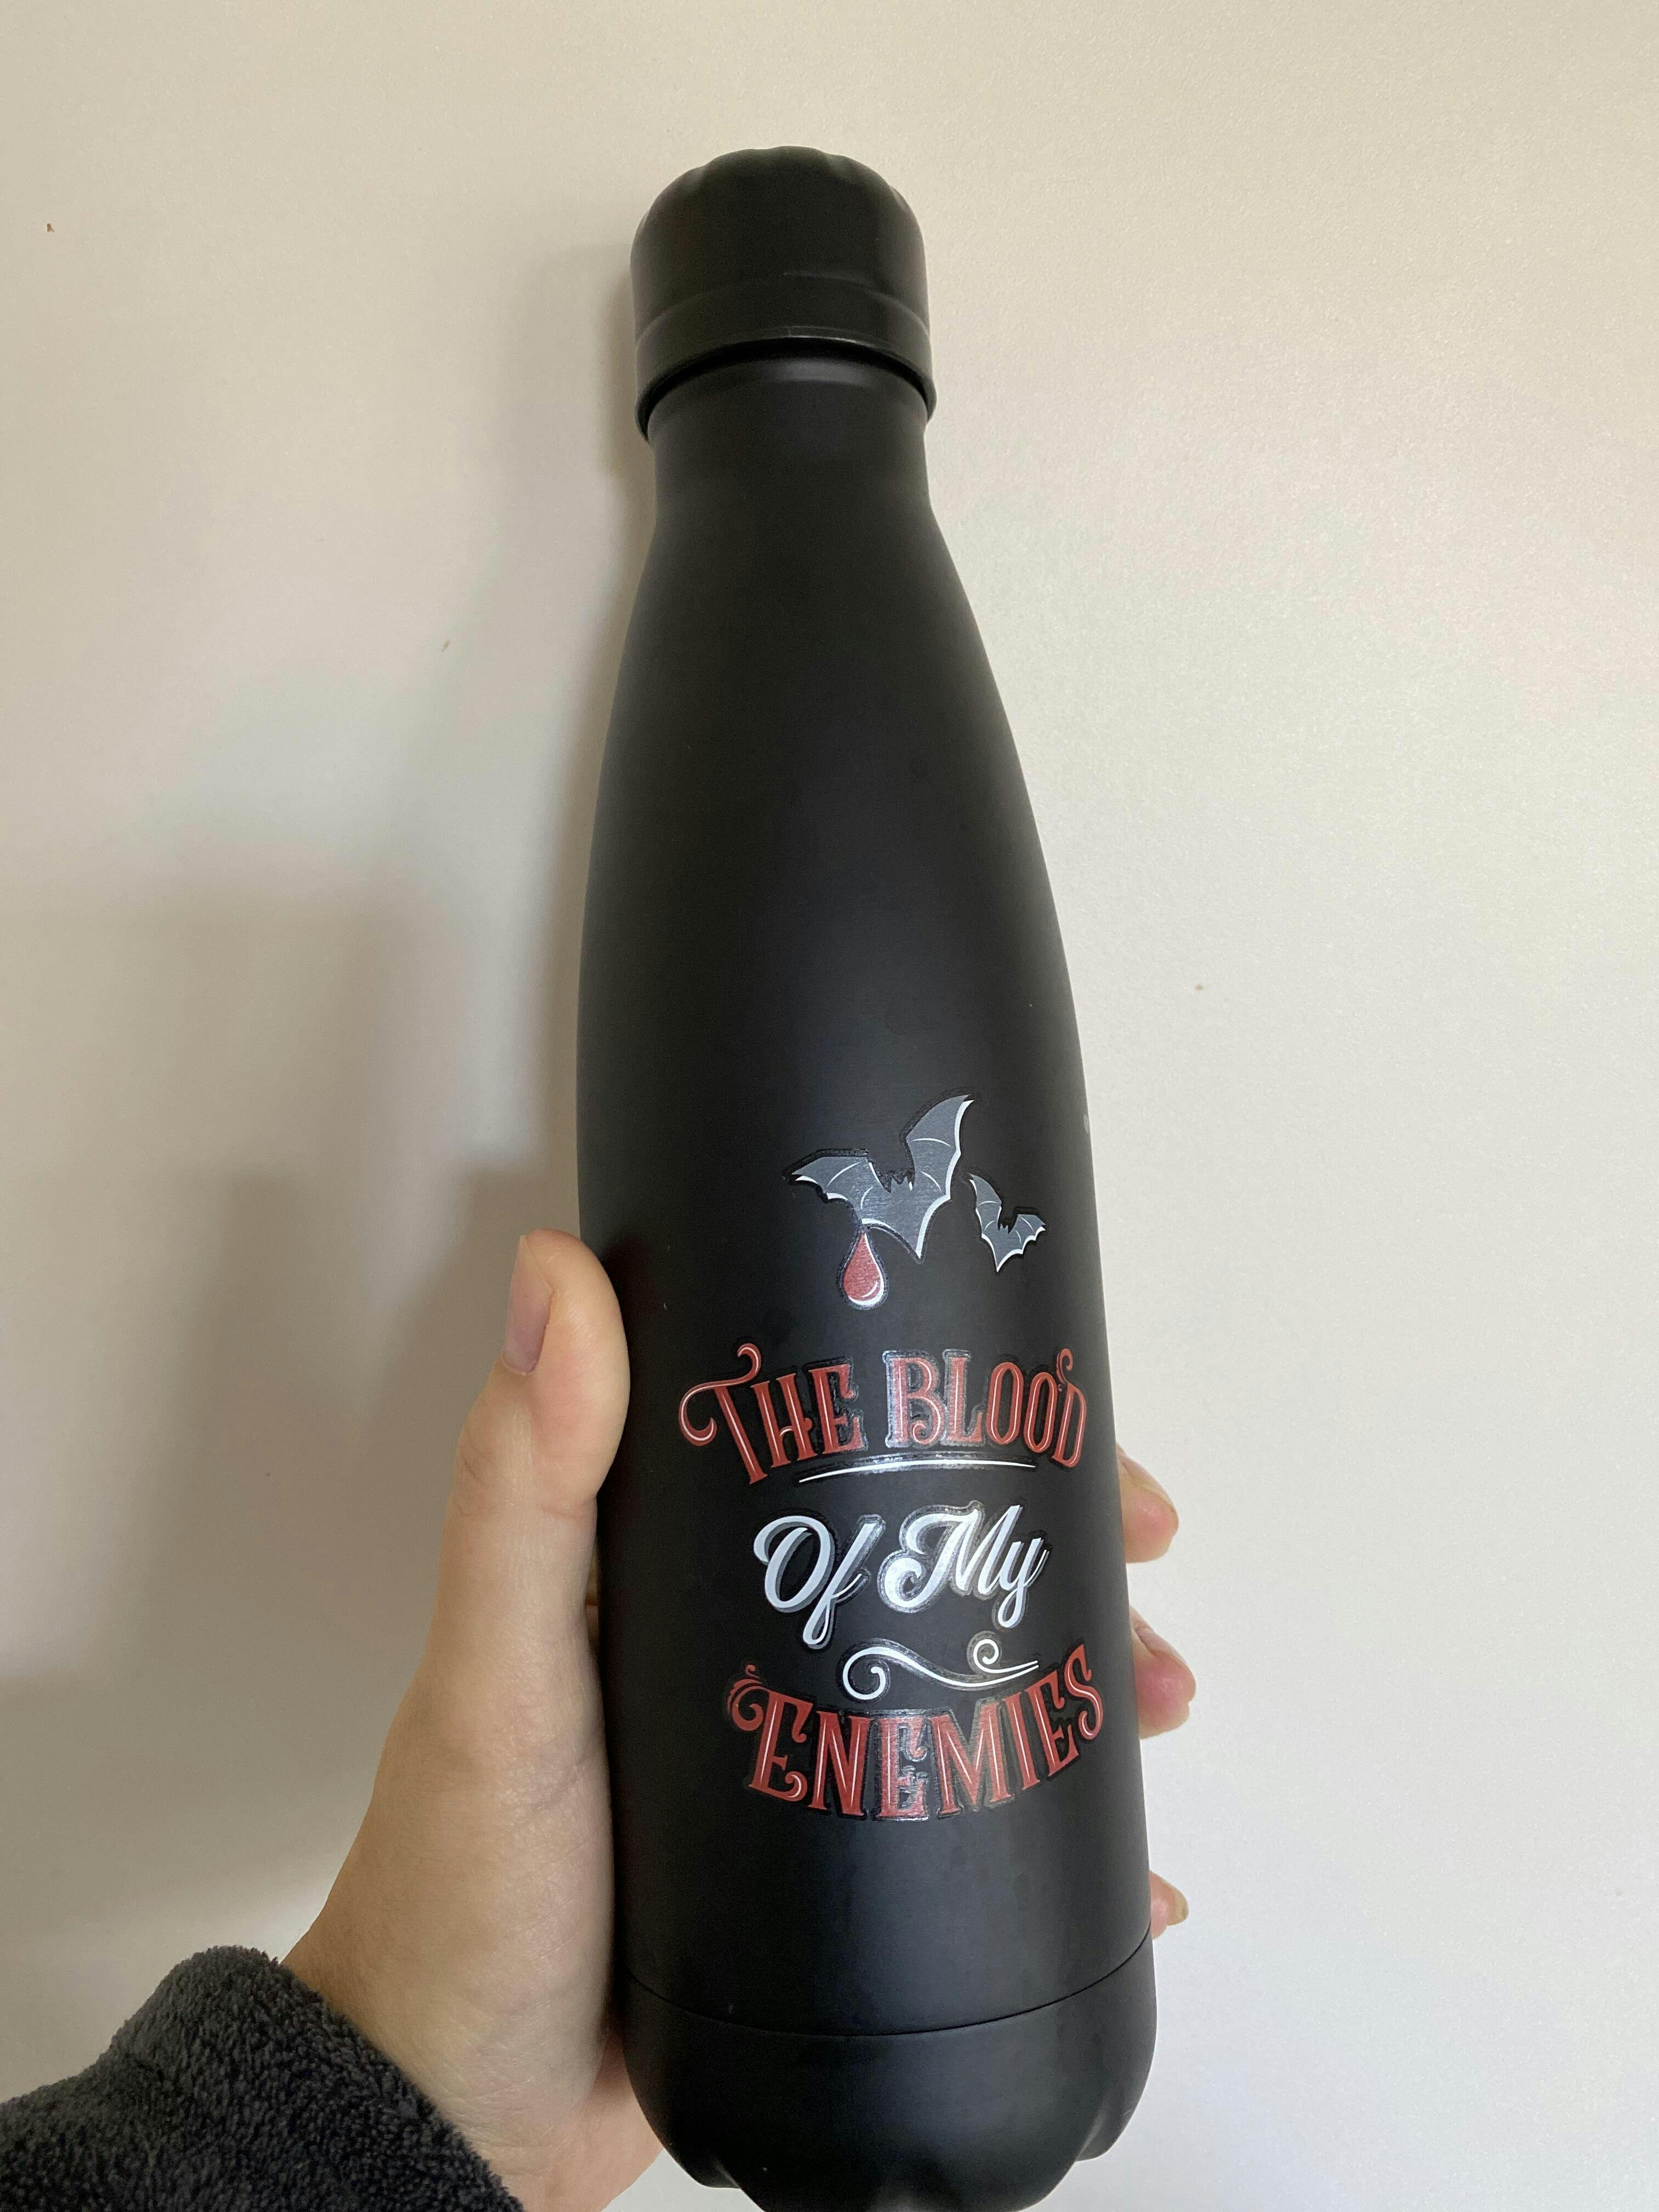 THE BLOOD
Of My
ENEMIES